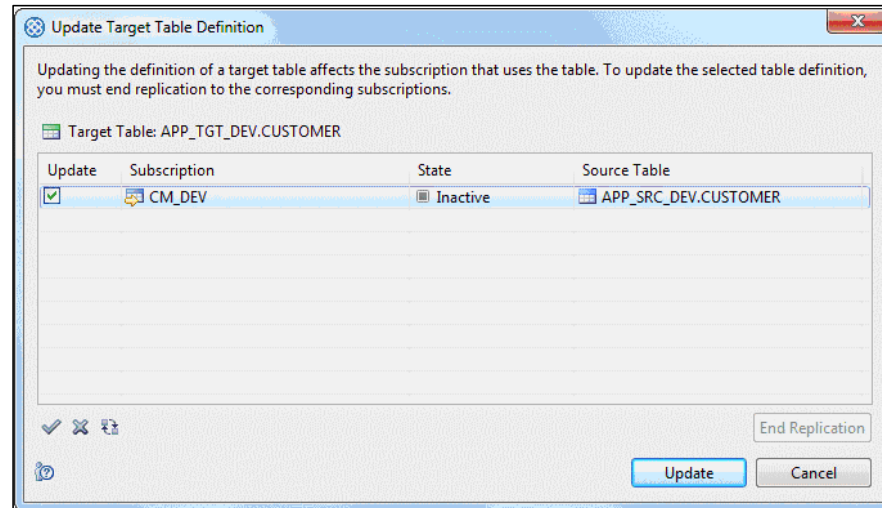 Update Target Table Definition
Updating the definition of a target table affects the subscription that uses the table. To update the selected table definition,
you must end replication to the corresponding subscriptions.
Target Table: APP_TGT_DEV.CUSTOMER
Update Subscription State Source Table
CM_DEV Inactive APP_SRC_DEV.CUSTOMER
End Replication
Update Cancel